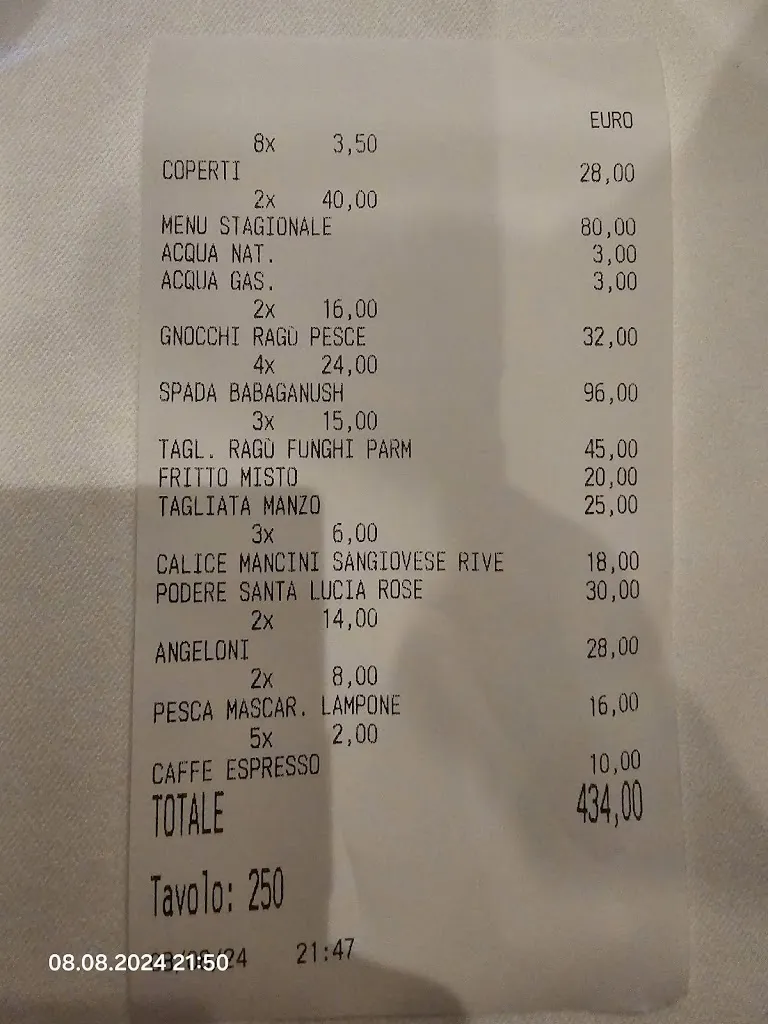 EURO
8x 3,50
COPERTI 28,00
2x 40,00
MENU STAGIONALE 80,00
ACQUA NAT. 3,00
ACQUA GAS. 3,00
2x 16,00
GNOCCHI RAGÙ PESCE 32,00
4x 24,00
SPADA BABAGANUSH 96,00
3x 15,00
TAGL. RAGÙ FUNGHI PARM 45,00
FRITTO MISTO 20,00
TAGLIATA MANZO 25,00
3x 6,00
CALICE MANCINI SANGIOVESE RIVE 18,00
PODERE SANTA LUCIA ROSE 30,00
2x 14,00
ANGELONI 28,00
2x 8,00
PESCA MASCAR. LAMPONE 16,00
5x 2,00
CAFFE ESPRESSO 10,00
TOTALE 434,00
Tavolo: 250
21:47
08.08.2024 21:50